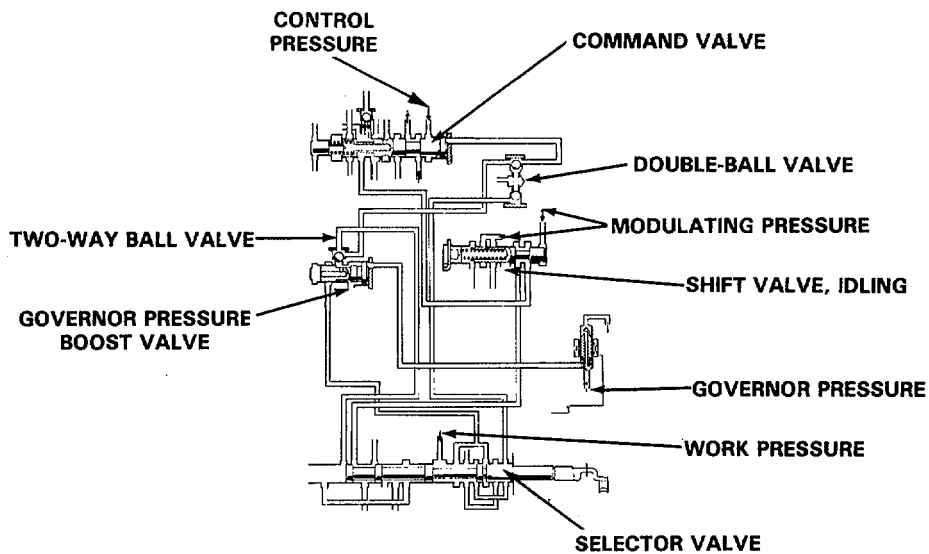 CONTROL
PRESSURE
COMMAND VALVE
DOUBLE-BALL VALVE
MODULATING PRESSURE
TWO-WAY BALL VALVE
SHIFT VALVE, IDLING
GOVERNOR PRESSURE
BOOST VALVE
GOVERNOR PRESSURE
WORK PRESSURE
SELECTOR VALVE